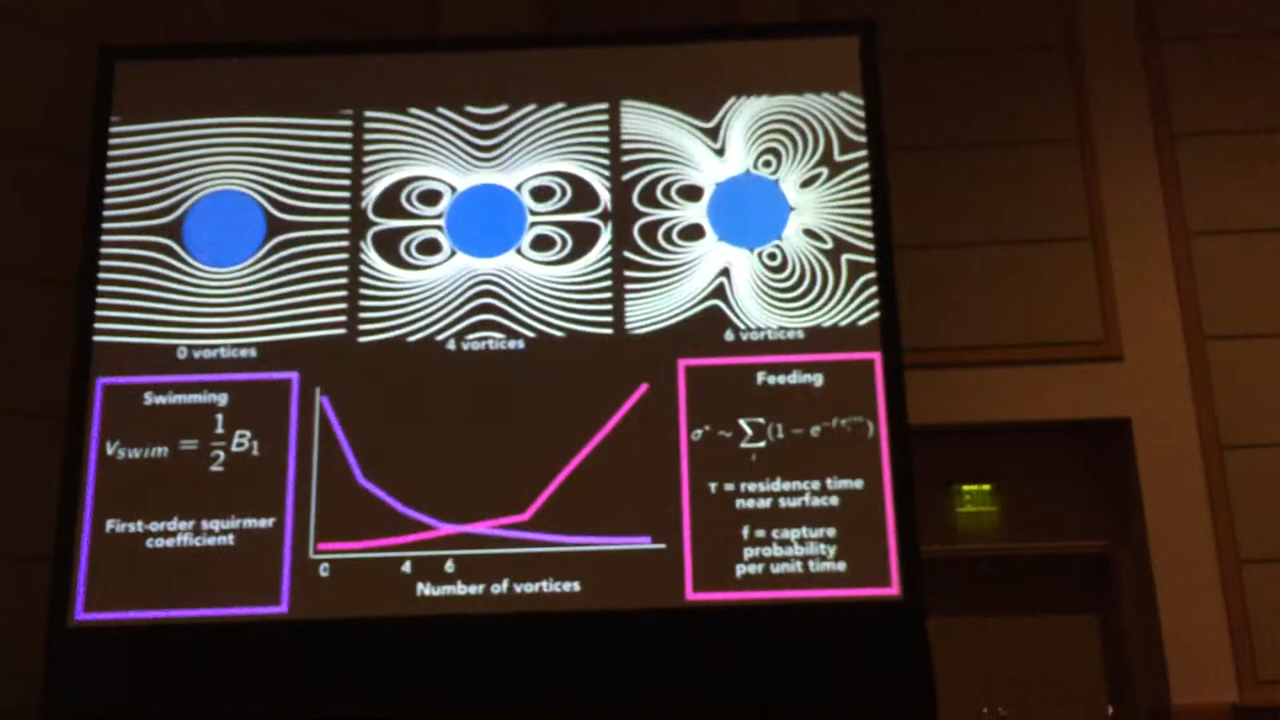 0 vortices
4 vortices
6 vortices
Swimming
v_swim = 1/2 B₁
First-order squirmer
coefficient
0 4 6
Number of vortices
Feeding
σ* ~ ∑ᵢ (1 − e
τ = residence time
near surface
f = capture
probability
per unit time